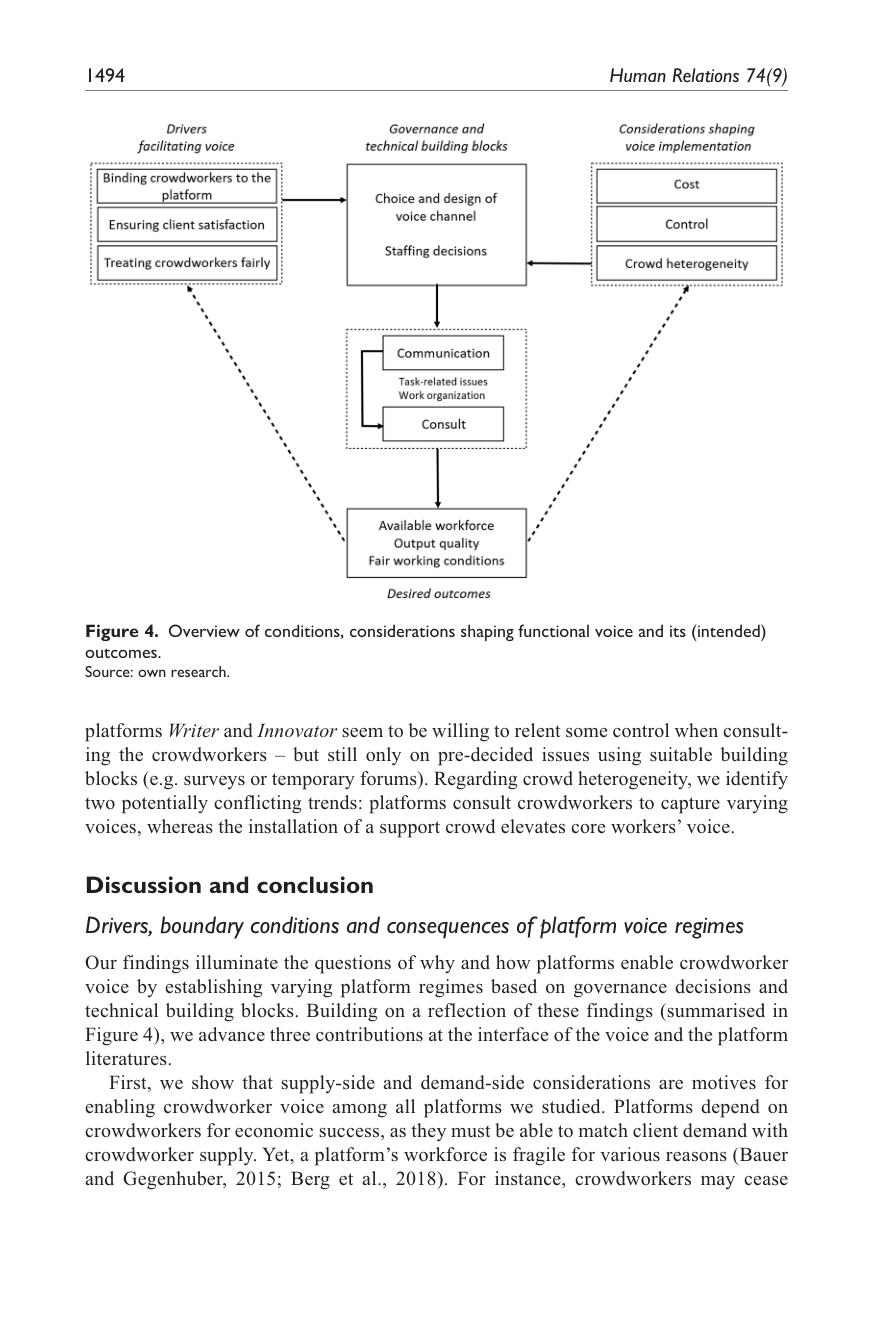 1494
Human Relations 74(9)
Drivers
facilitating voice
Binding crowdworkers to the
platform
Ensuring client satisfaction
Treating crowdworkers fairly
Governance and
technical building blocks
Choice and design of
voice channel
Staffing decisions
Considerations shaping
voice implementation
Cost
Control
Crowd heterogeneity
Communication
Task-related issues
Work organization
Consult
Available workforce
Output quality
Fair working conditions
Desired outcomes
Figure 4. Overview of conditions, considerations shaping functional voice and its (intended)
outcomes.
Source: own research.
platforms Writer and Innovator seem to be willing to relent some control when consult-
ing the crowdworkers – but still only on pre-decided issues using suitable building
blocks (e.g. surveys or temporary forums). Regarding crowd heterogeneity, we identify
two potentially conflicting trends: platforms consult crowdworkers to capture varying
voices, whereas the installation of a support crowd elevates core workers’ voice.
Discussion and conclusion
Drivers, boundary conditions and consequences of platform voice regimes
Our findings illuminate the questions of why and how platforms enable crowdworker
voice by establishing varying platform regimes based on governance decisions and
technical building blocks. Building on a reflection of these findings (summarised in
Figure 4), we advance three contributions at the interface of the voice and the platform
literatures.
First, we show that supply-side and demand-side considerations are motives for
enabling crowdworker voice among all platforms we studied. Platforms depend on
crowdworkers for economic success, as they must be able to match client demand with
crowdworker supply. Yet, a platform’s workforce is fragile for various reasons (Bauer
and Gegenhuber, 2015; Berg et al., 2018). For instance, crowdworkers may cease